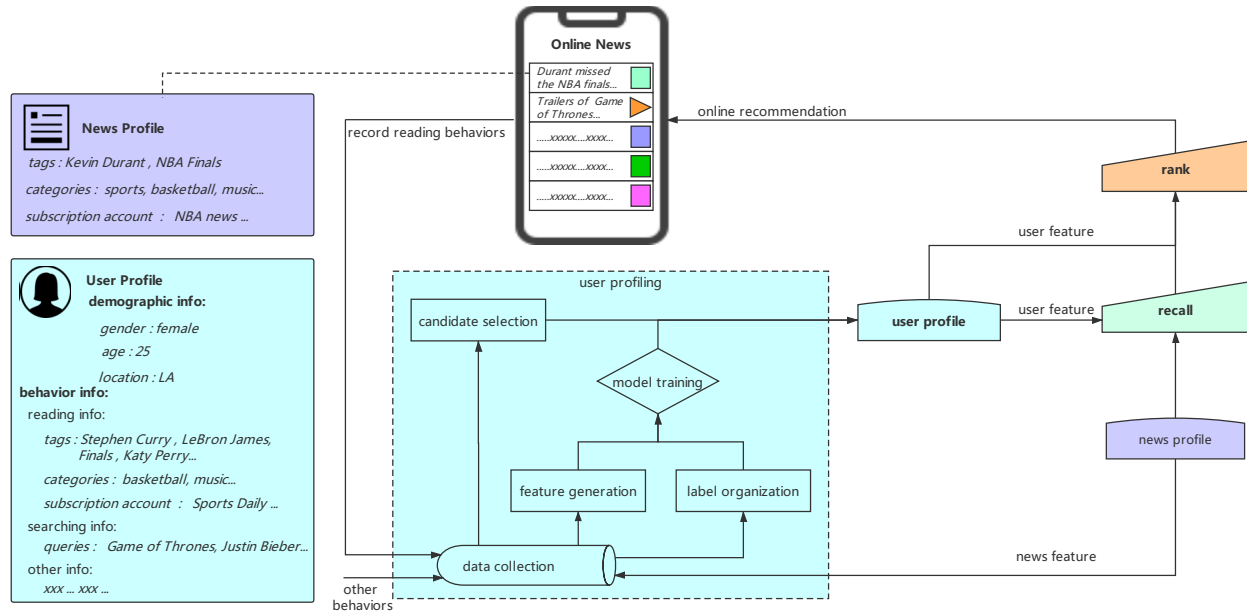 Online News
Durant missed
the NBA finals...
Trailers of Game
of Thrones...
.....xxxxx....xxxx...
.....xxxxx....xxxx...
.....xxxxx....xxxx...
News Profile
tags : Kevin Durant , NBA Finals
categories : sports, basketball, music...
subscription account : NBA news ...
record reading behaviors
online recommendation
rank
user feature
User Profile
demographic info:
gender : female
age : 25
location : LA
behavior info:
reading info:
tags : Stephen Curry , LeBron James,
Finals , Katy Perry...
categories : basketball, music...
subscription account : Sports Daily ...
searching info:
queries : Game of Thrones, Justin Bieber...
other info:
xxx ... xxx ...
user profiling
candidate selection
model training
feature generation
label organization
data collection
other
behaviors
user profile
user feature
recall
news profile
news feature